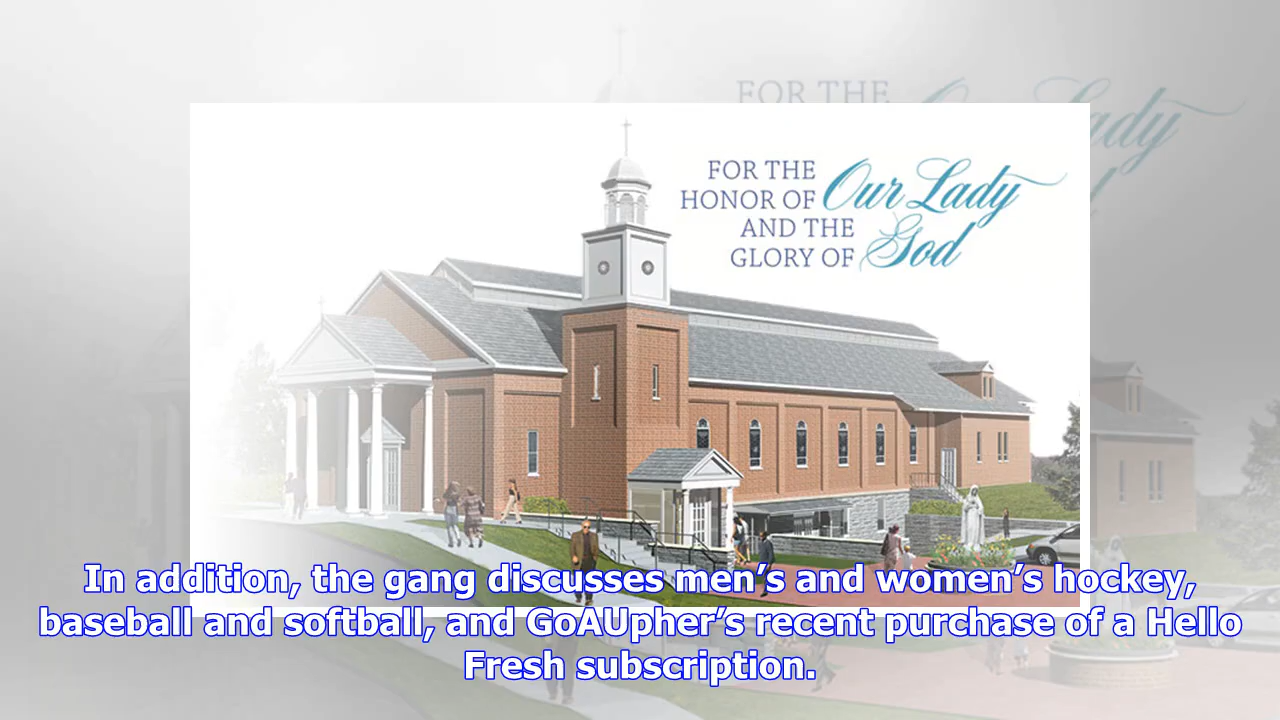 FOR THE
HONOR OF Our Lady
AND THE
GLORY OF God
In addition, the gang discusses men’s and women’s hockey,
baseball and softball, and GoAUpher’s recent purchase of a Hello
Fresh subscription.